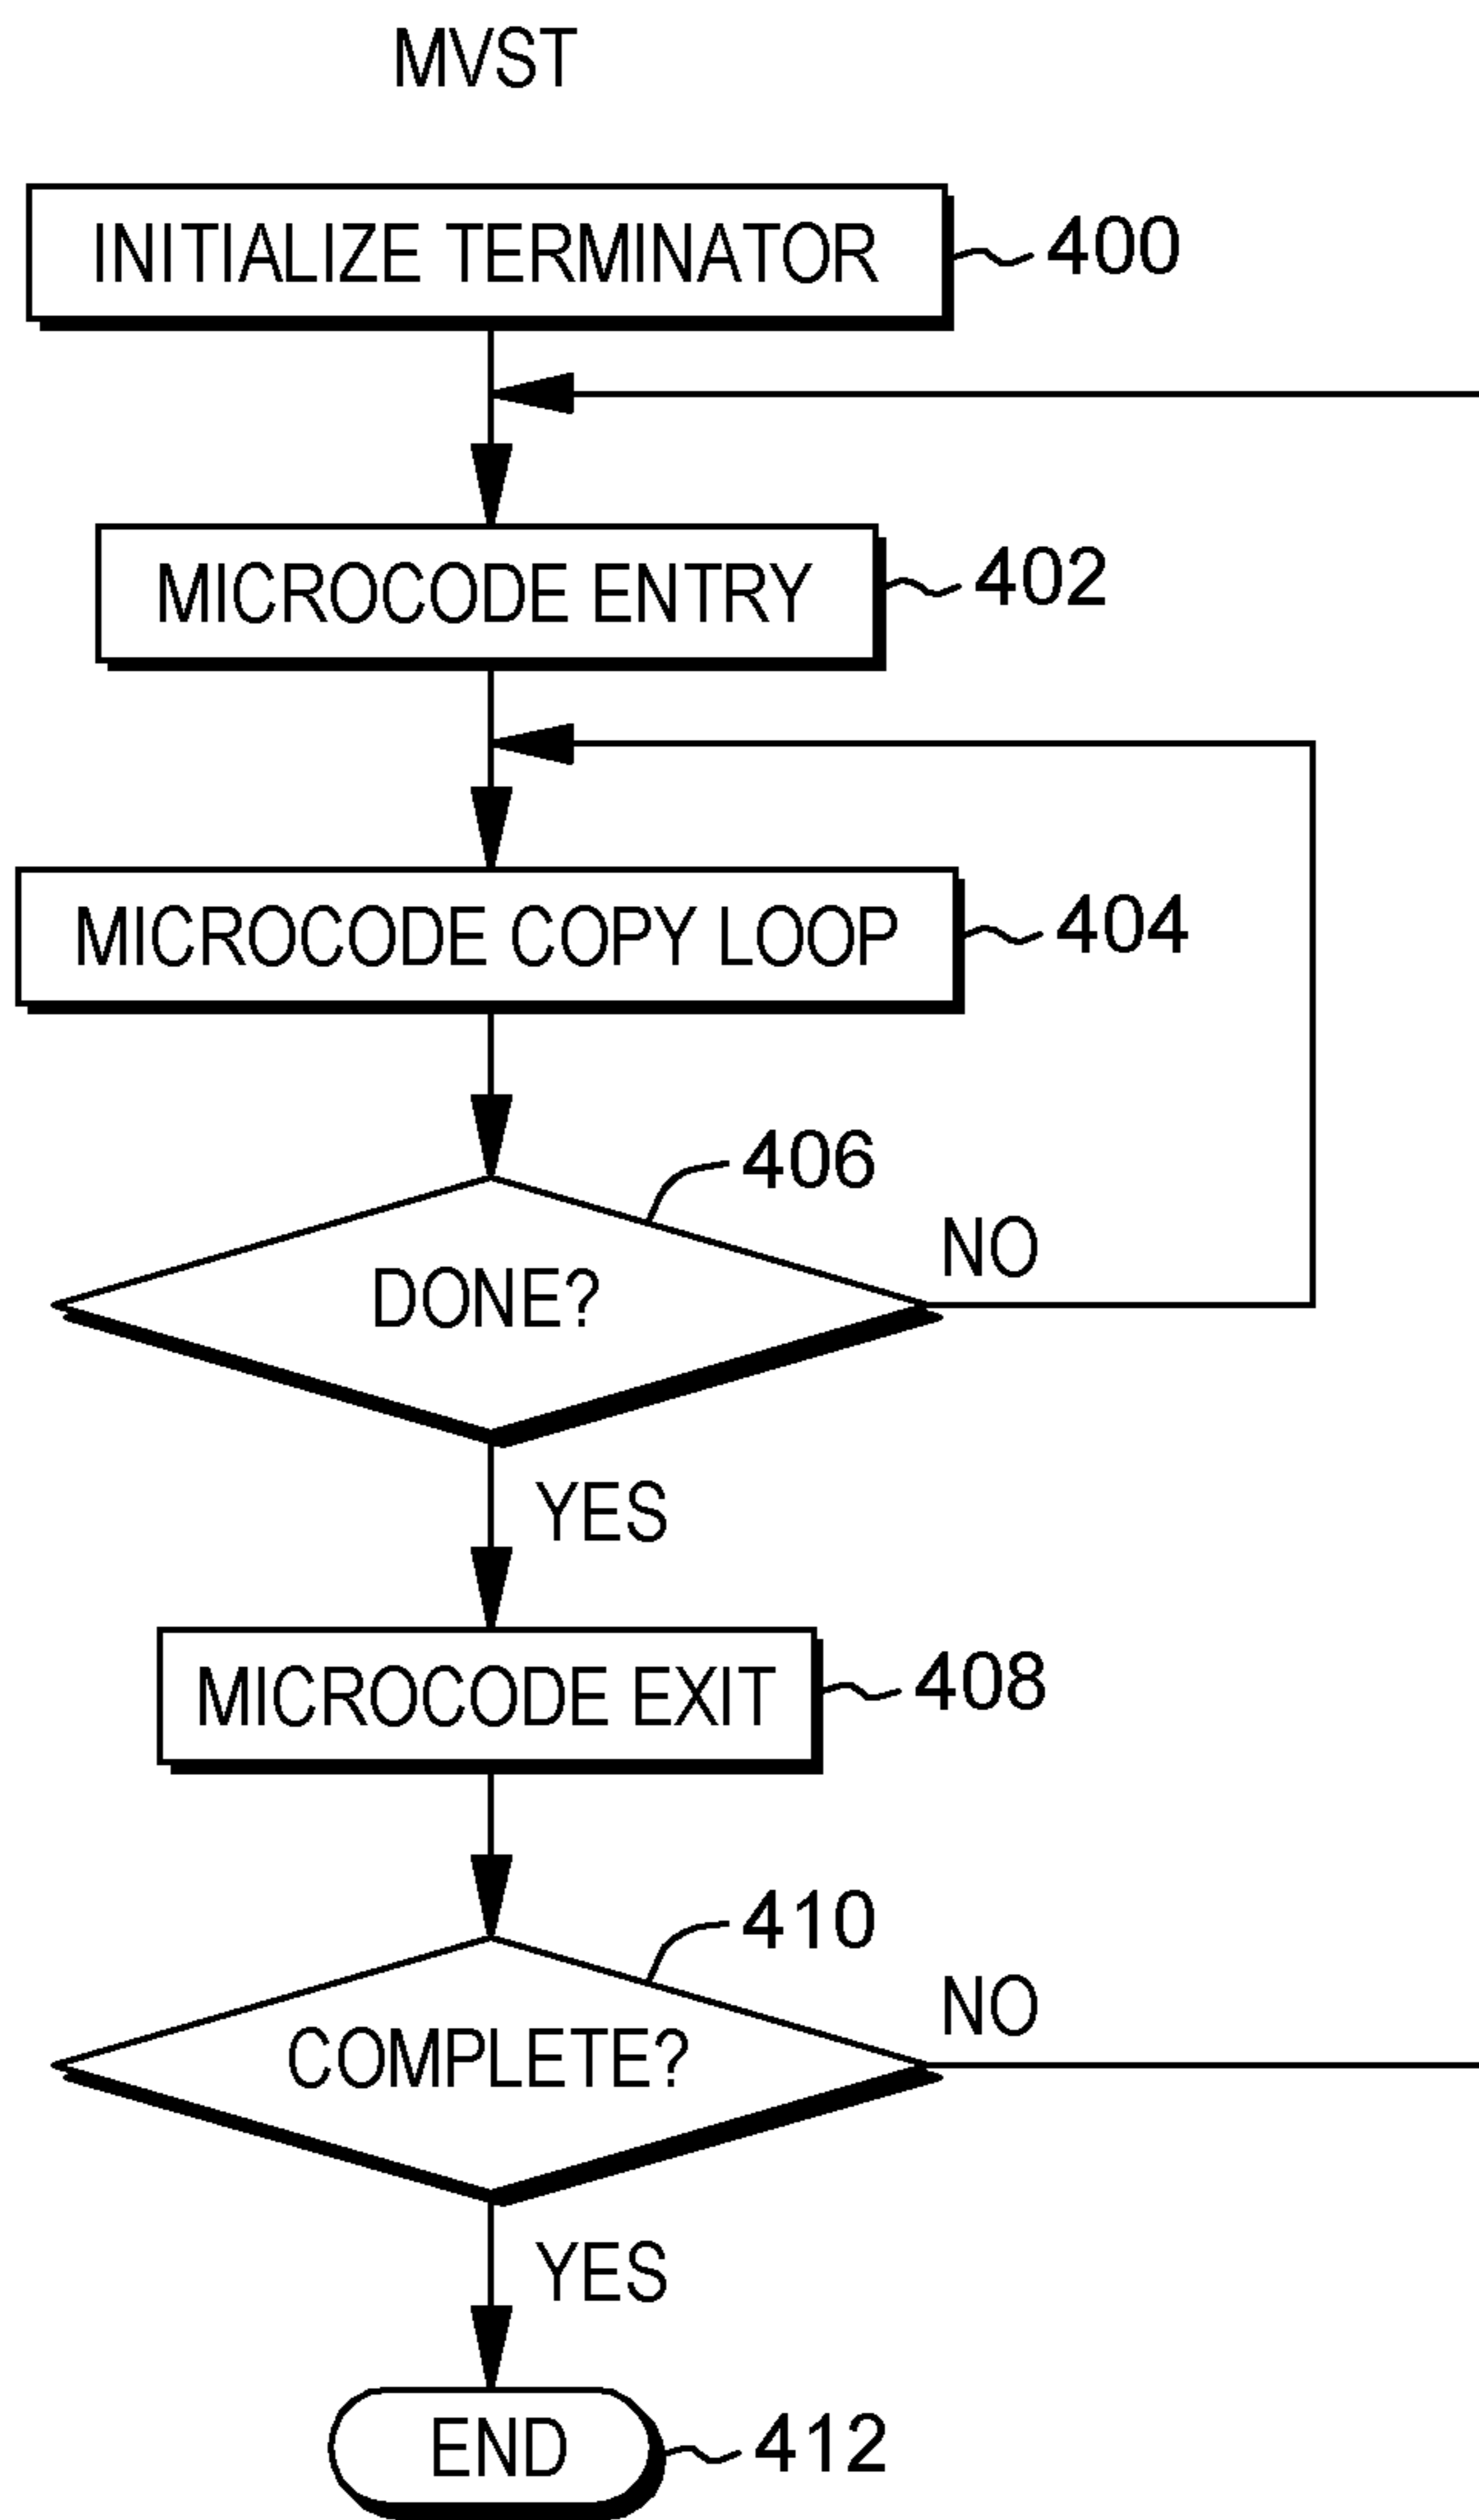 MVST
INITIALIZE TERMINATOR 400
MICROCODE ENTRY 402
MICROCODE COPY LOOP 404
406
DONE?
NO
YES
MICROCODE EXIT 408
410
COMPLETE?
NO
YES
END 412